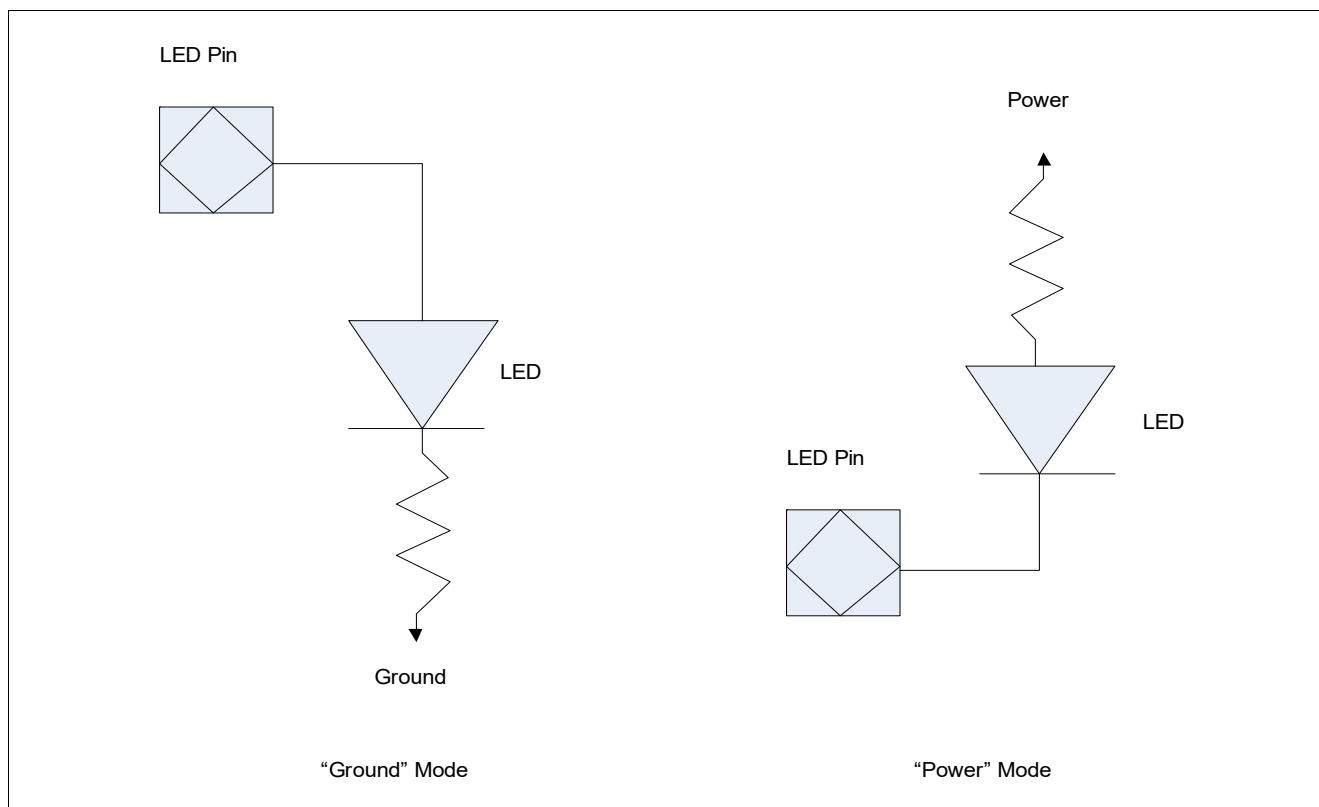 LED Pin
LED
Ground
“Ground” Mode
Power
LED
LED Pin
“Power” Mode